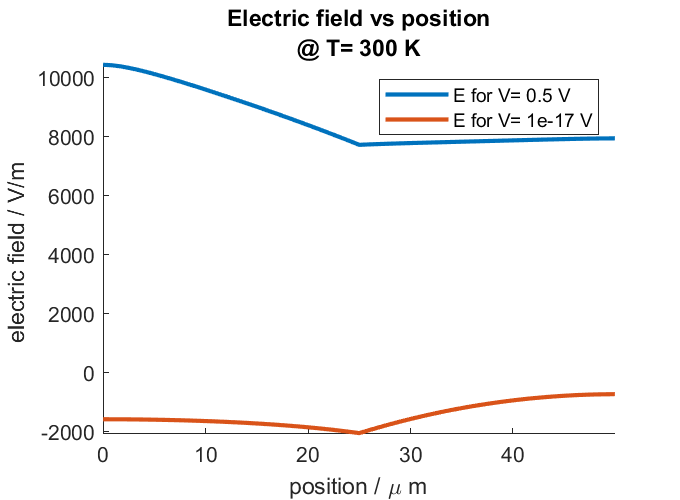 Electric field vs position
@ T= 300 K
E for V= 0.5 V
E for V= 1e-17 V
electric field / V/m
10000
8000
6000
4000
2000
0
-2000
0 10 20 30 40
position / μ m